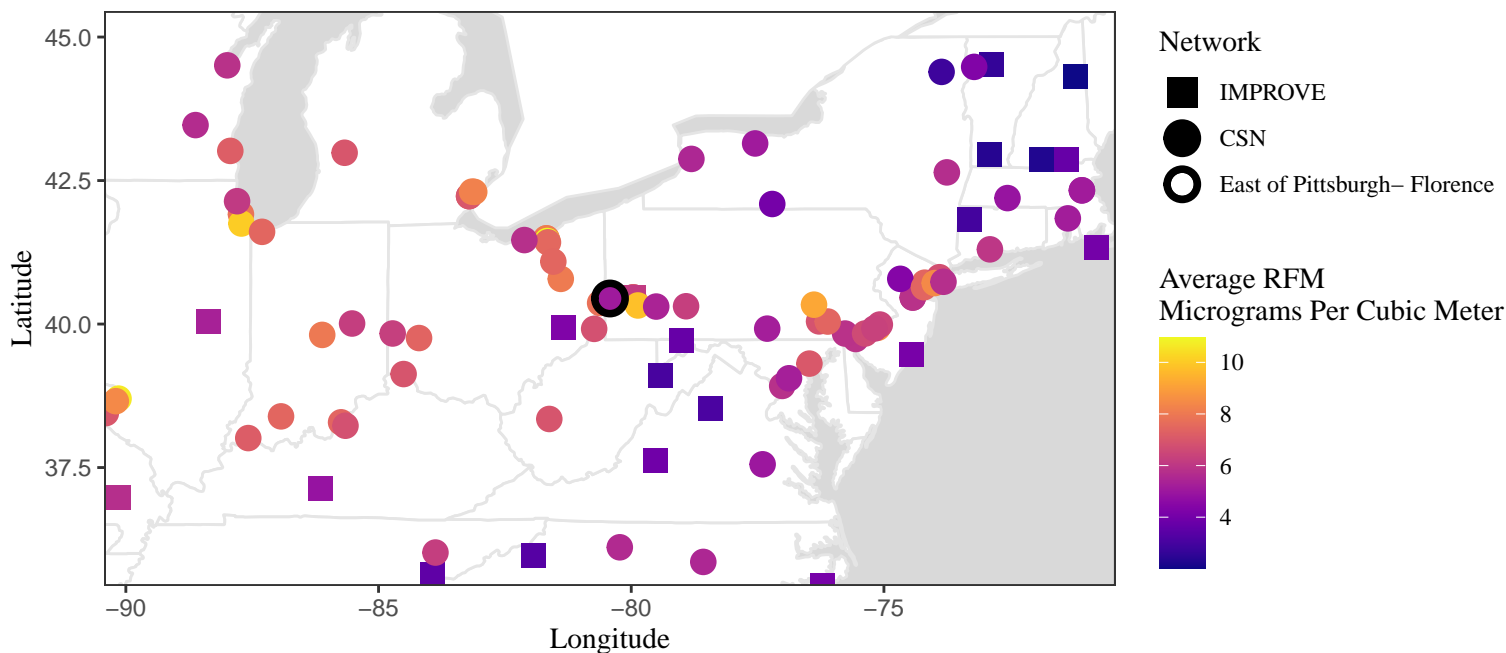 45.0
42.5
40.0
37.5
Latitude
−90
−85
−80
−75
Longitude
Network
IMPROVE
CSN
East of Pittsburgh− Florence
Average RFM
Micrograms Per Cubic Meter
10
8
6
4